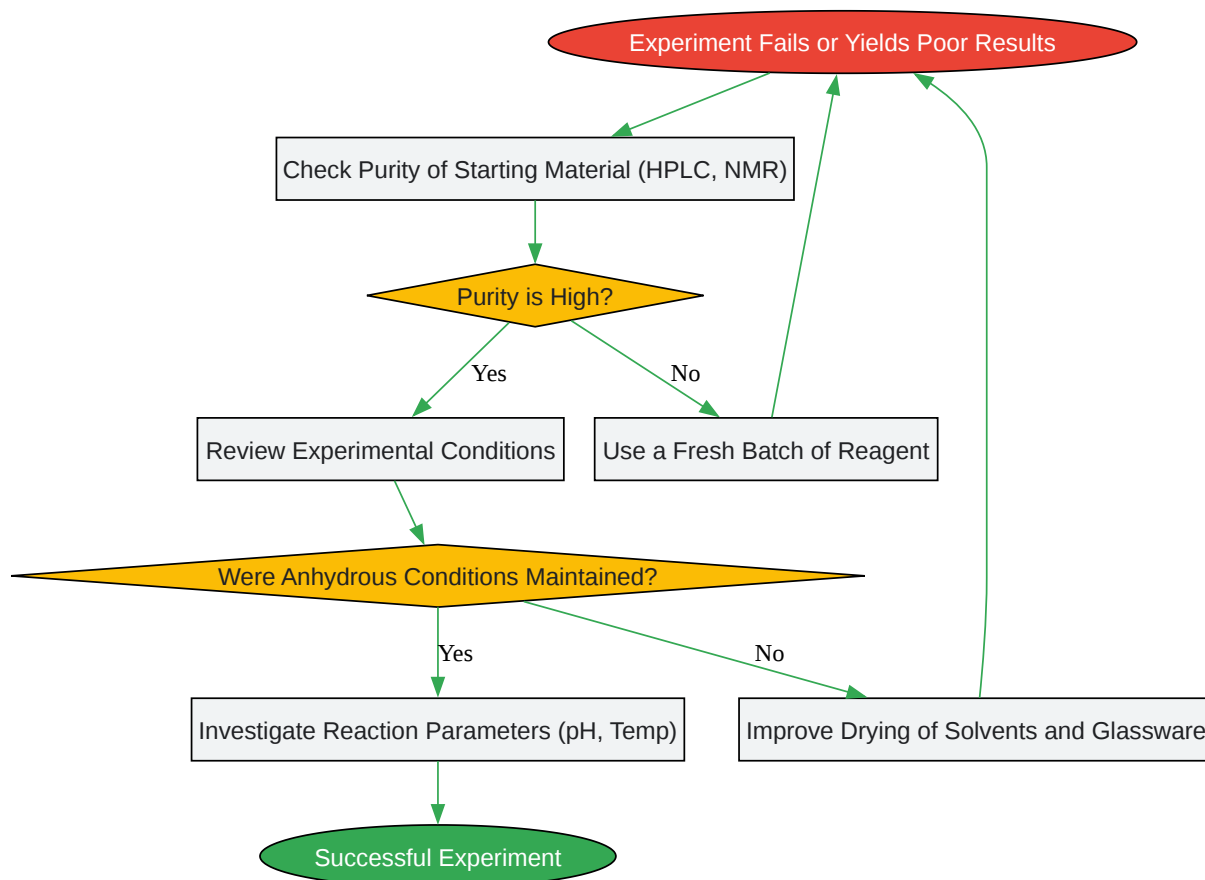 Experiment Fails or Yields Poor Results
Check Purity of Starting Material (HPLC, NMR)
Purity is High?
Yes
No
Review Experimental Conditions
Use a Fresh Batch of Reagent
Were Anhydrous Conditions Maintained?
Yes
No
Investigate Reaction Parameters (pH, Temp)
Improve Drying of Solvents and Glassware
Successful Experiment